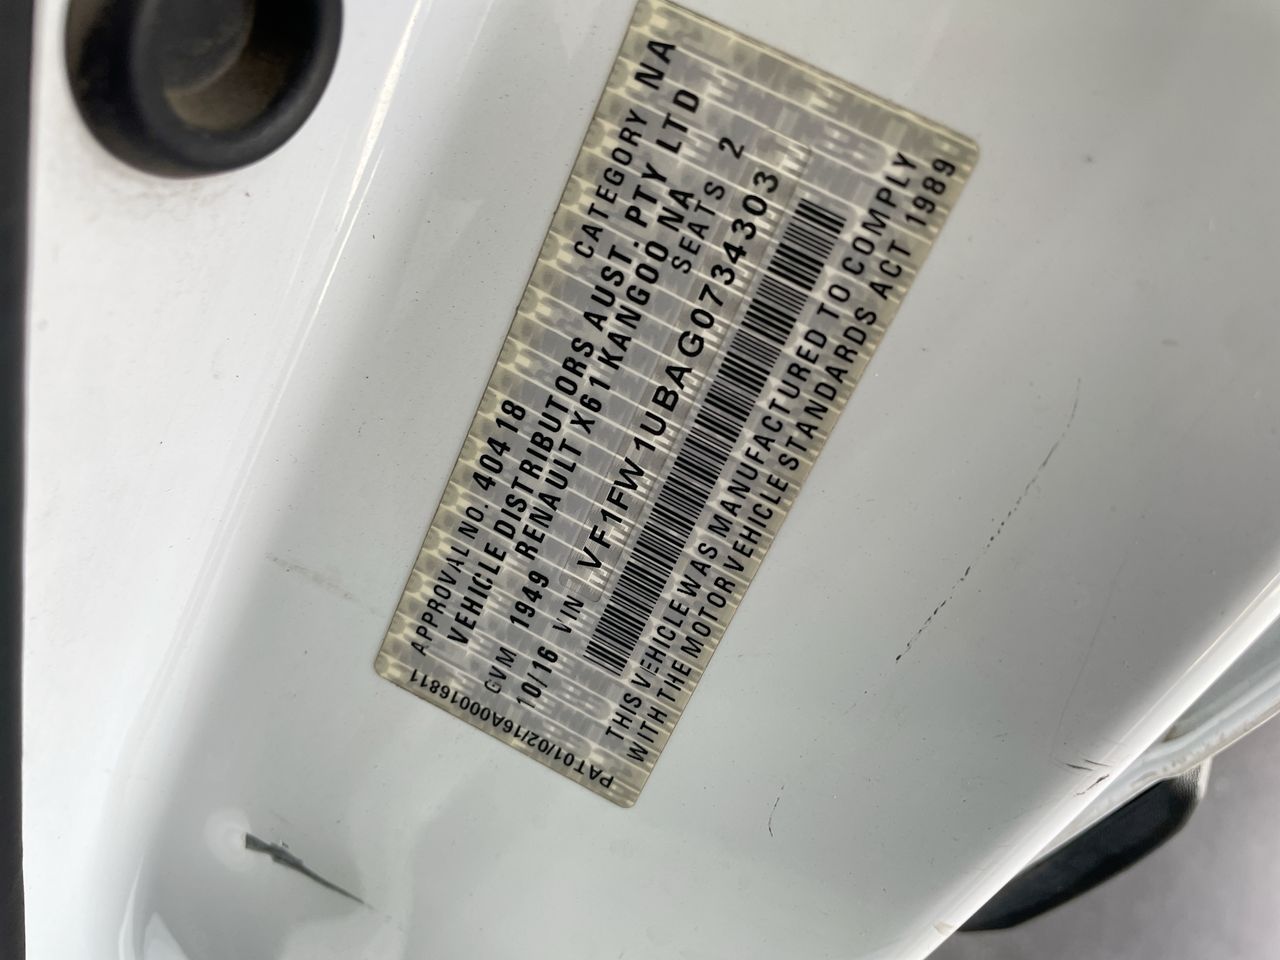 APPROVAL NO. 40418 CATEGORY NA
VEHICLE DISTRIBUTORS AUST. PTY LTD
GVM 1949 RENAULT X61 KANGOO NA
10/16 SEATS 2
VIN VF1FW1UBAG0734303
THIS VEHICLE WAS MANUFACTURED TO COMPLY
WITH THE MOTOR VEHICLE STANDARDS ACT 1989
PAT01/02/16A00016811